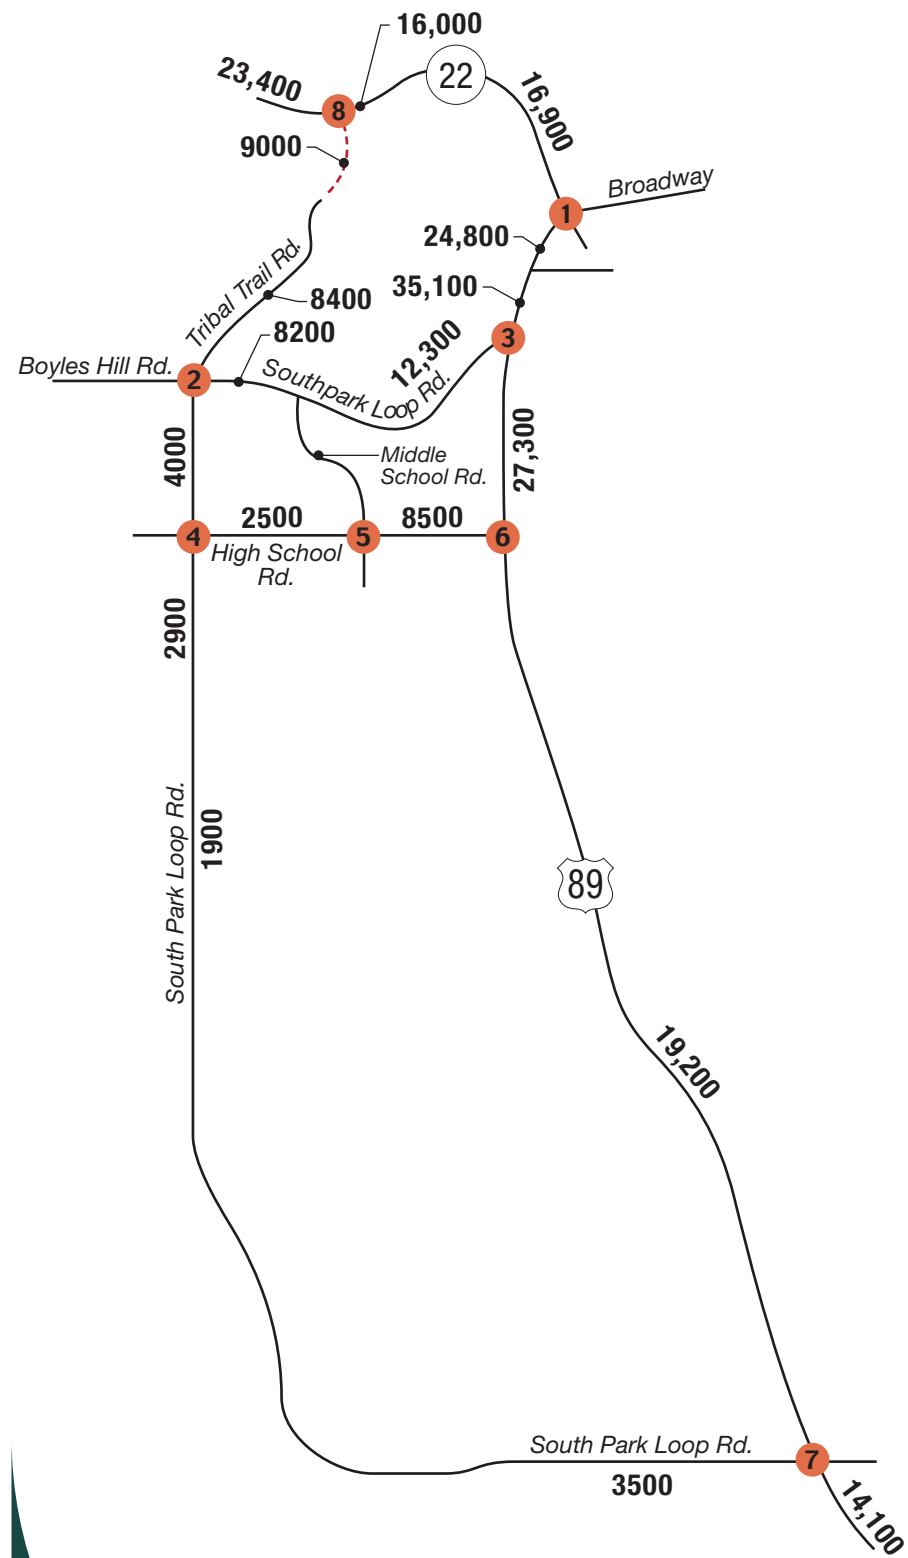 16,000
22
23,400
16,900
8
9000
Broadway
1
24,800
Tribal Trail Rd.
35,100
8400
8200
3
12,300
Boyles Hill Rd.
2
Southpark Loop Rd.
27,300
4000
Middle
School Rd.
2500
8500
4
5
6
High School
Rd.
2900
South Park Loop Rd.
1900
89
19,200
South Park Loop Rd.
7
3500
14,100